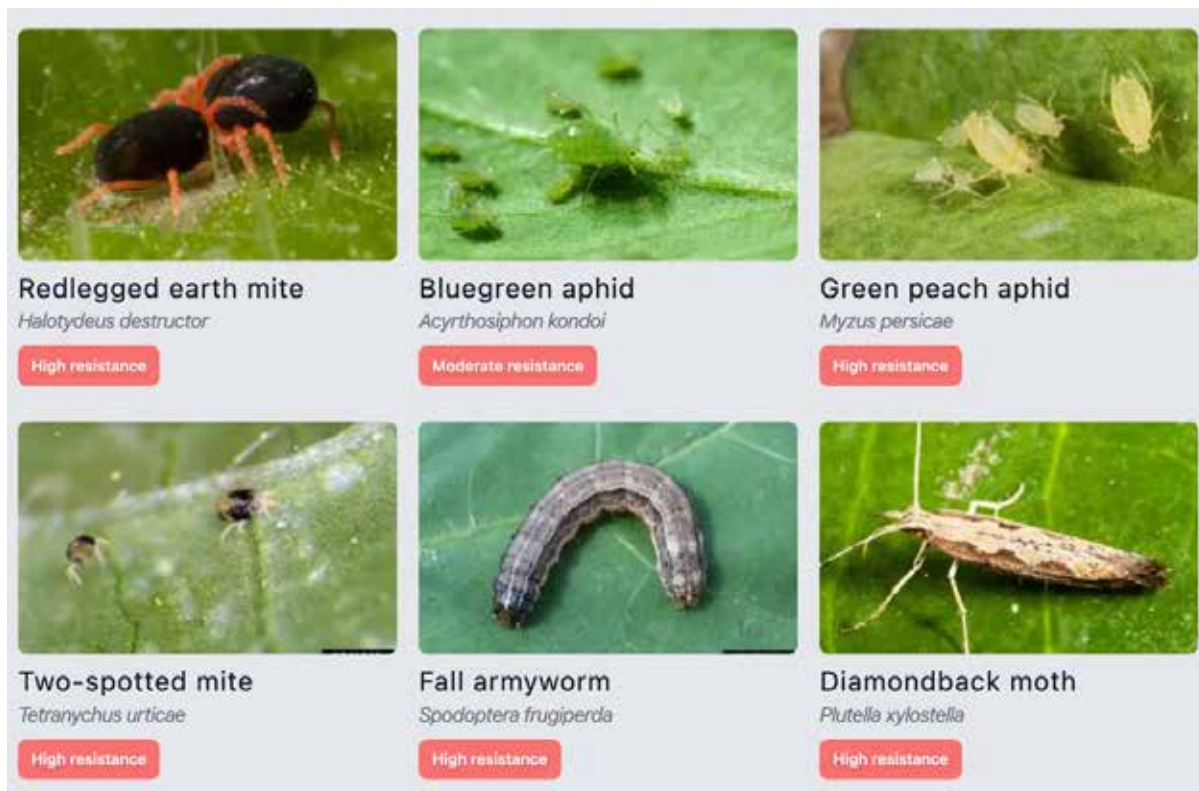 Redlegged earth mite
Halotydeus destructor
High resistance
Bluegreen aphid
Acyrthosiphon kondoi
Moderate resistance
Green peach aphid
Myzus persicae
High resistance
Two-spotted mite
Tetranychus urticae
High resistance
Fall armyworm
Spodoptera frugiperda
High resistance
Diamondback moth
Plutella xylostella
High resistance